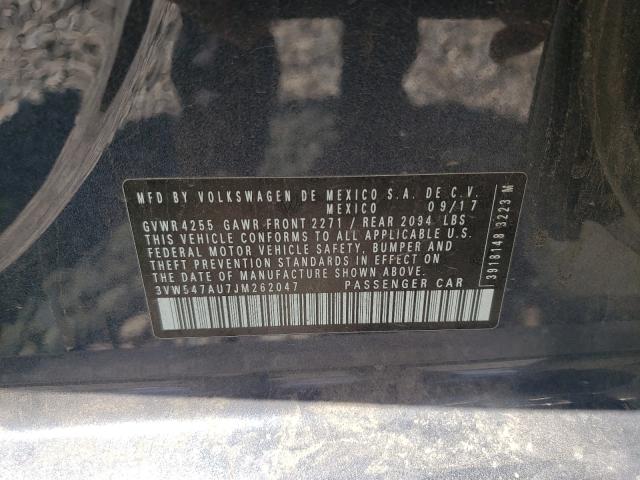 MFD BY VOLKSWAGEN DE MEXICO S.A. DE C.V.
MEXICO 09/17
GVWR 4255 GAWR FRONT 2271 / REAR 2094 LBS
THIS VEHICLE CONFORMS TO ALL APPLICABLE U.S.
FEDERAL MOTOR VEHICLE SAFETY, BUMPER AND
THEFT PREVENTION STANDARDS IN EFFECT ON
THE DATE OF MANUFACTURE SHOWN ABOVE.
3VW547AU7JM262047 PASSENGER CAR
3918148 3223 M